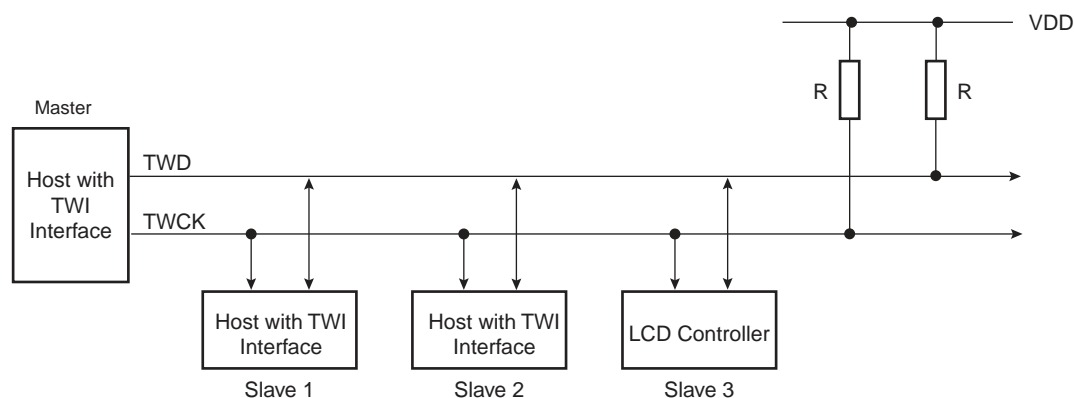 VDD
R
R
Master
Host with
TWI
Interface
TWD
TWCK
Host with TWI
Interface
Slave 1
Host with TWI
Interface
Slave 2
LCD Controller
Slave 3